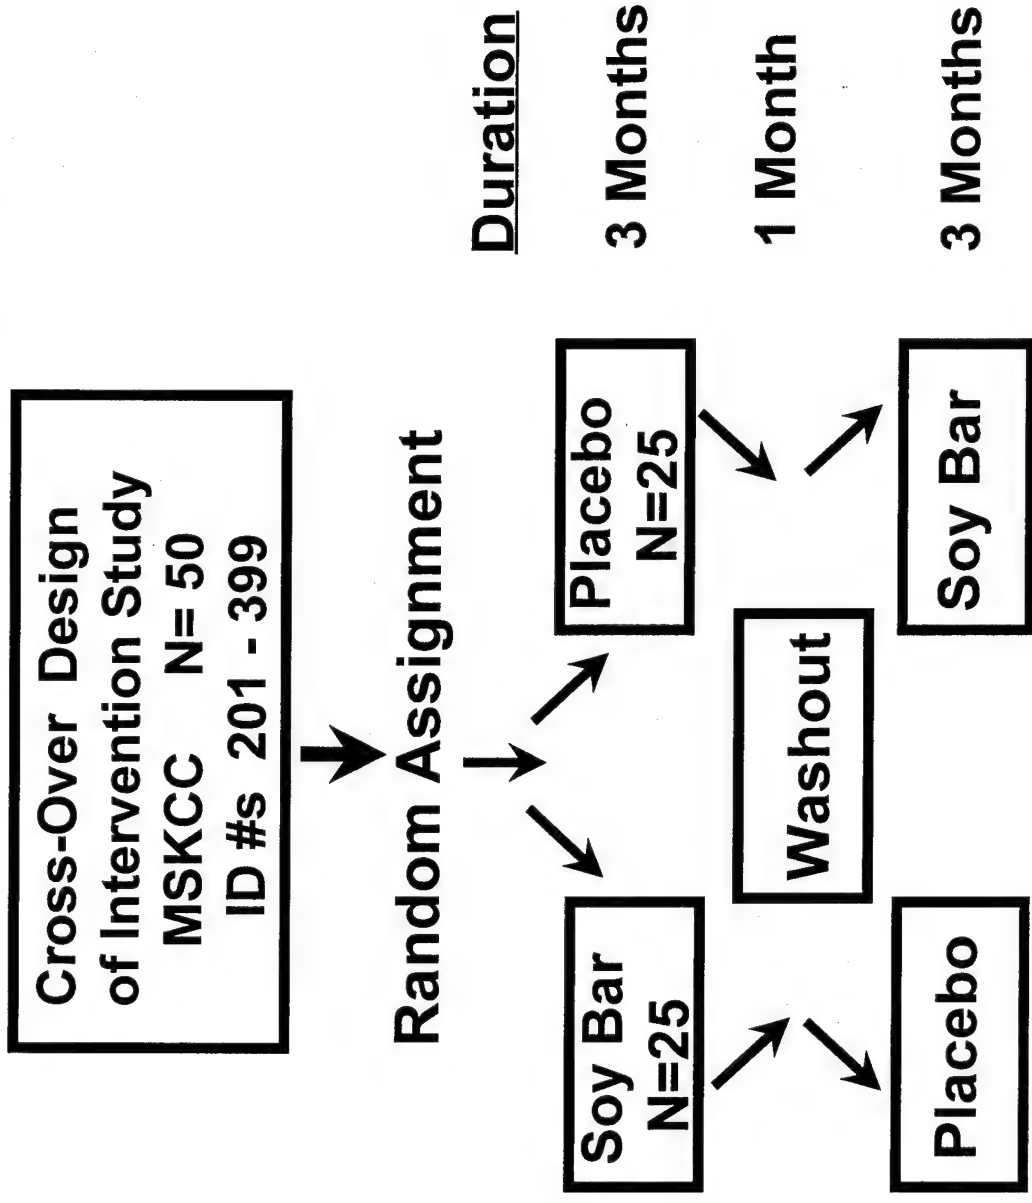 Cross-Over Design
of Intervention Study
MSKCC N= 50
ID #s 201 - 399
Random Assignment
Duration
Soy Bar
N=25
Placebo
N=25
3 Months
Washout
1 Month
Placebo
Soy Bar
3 Months